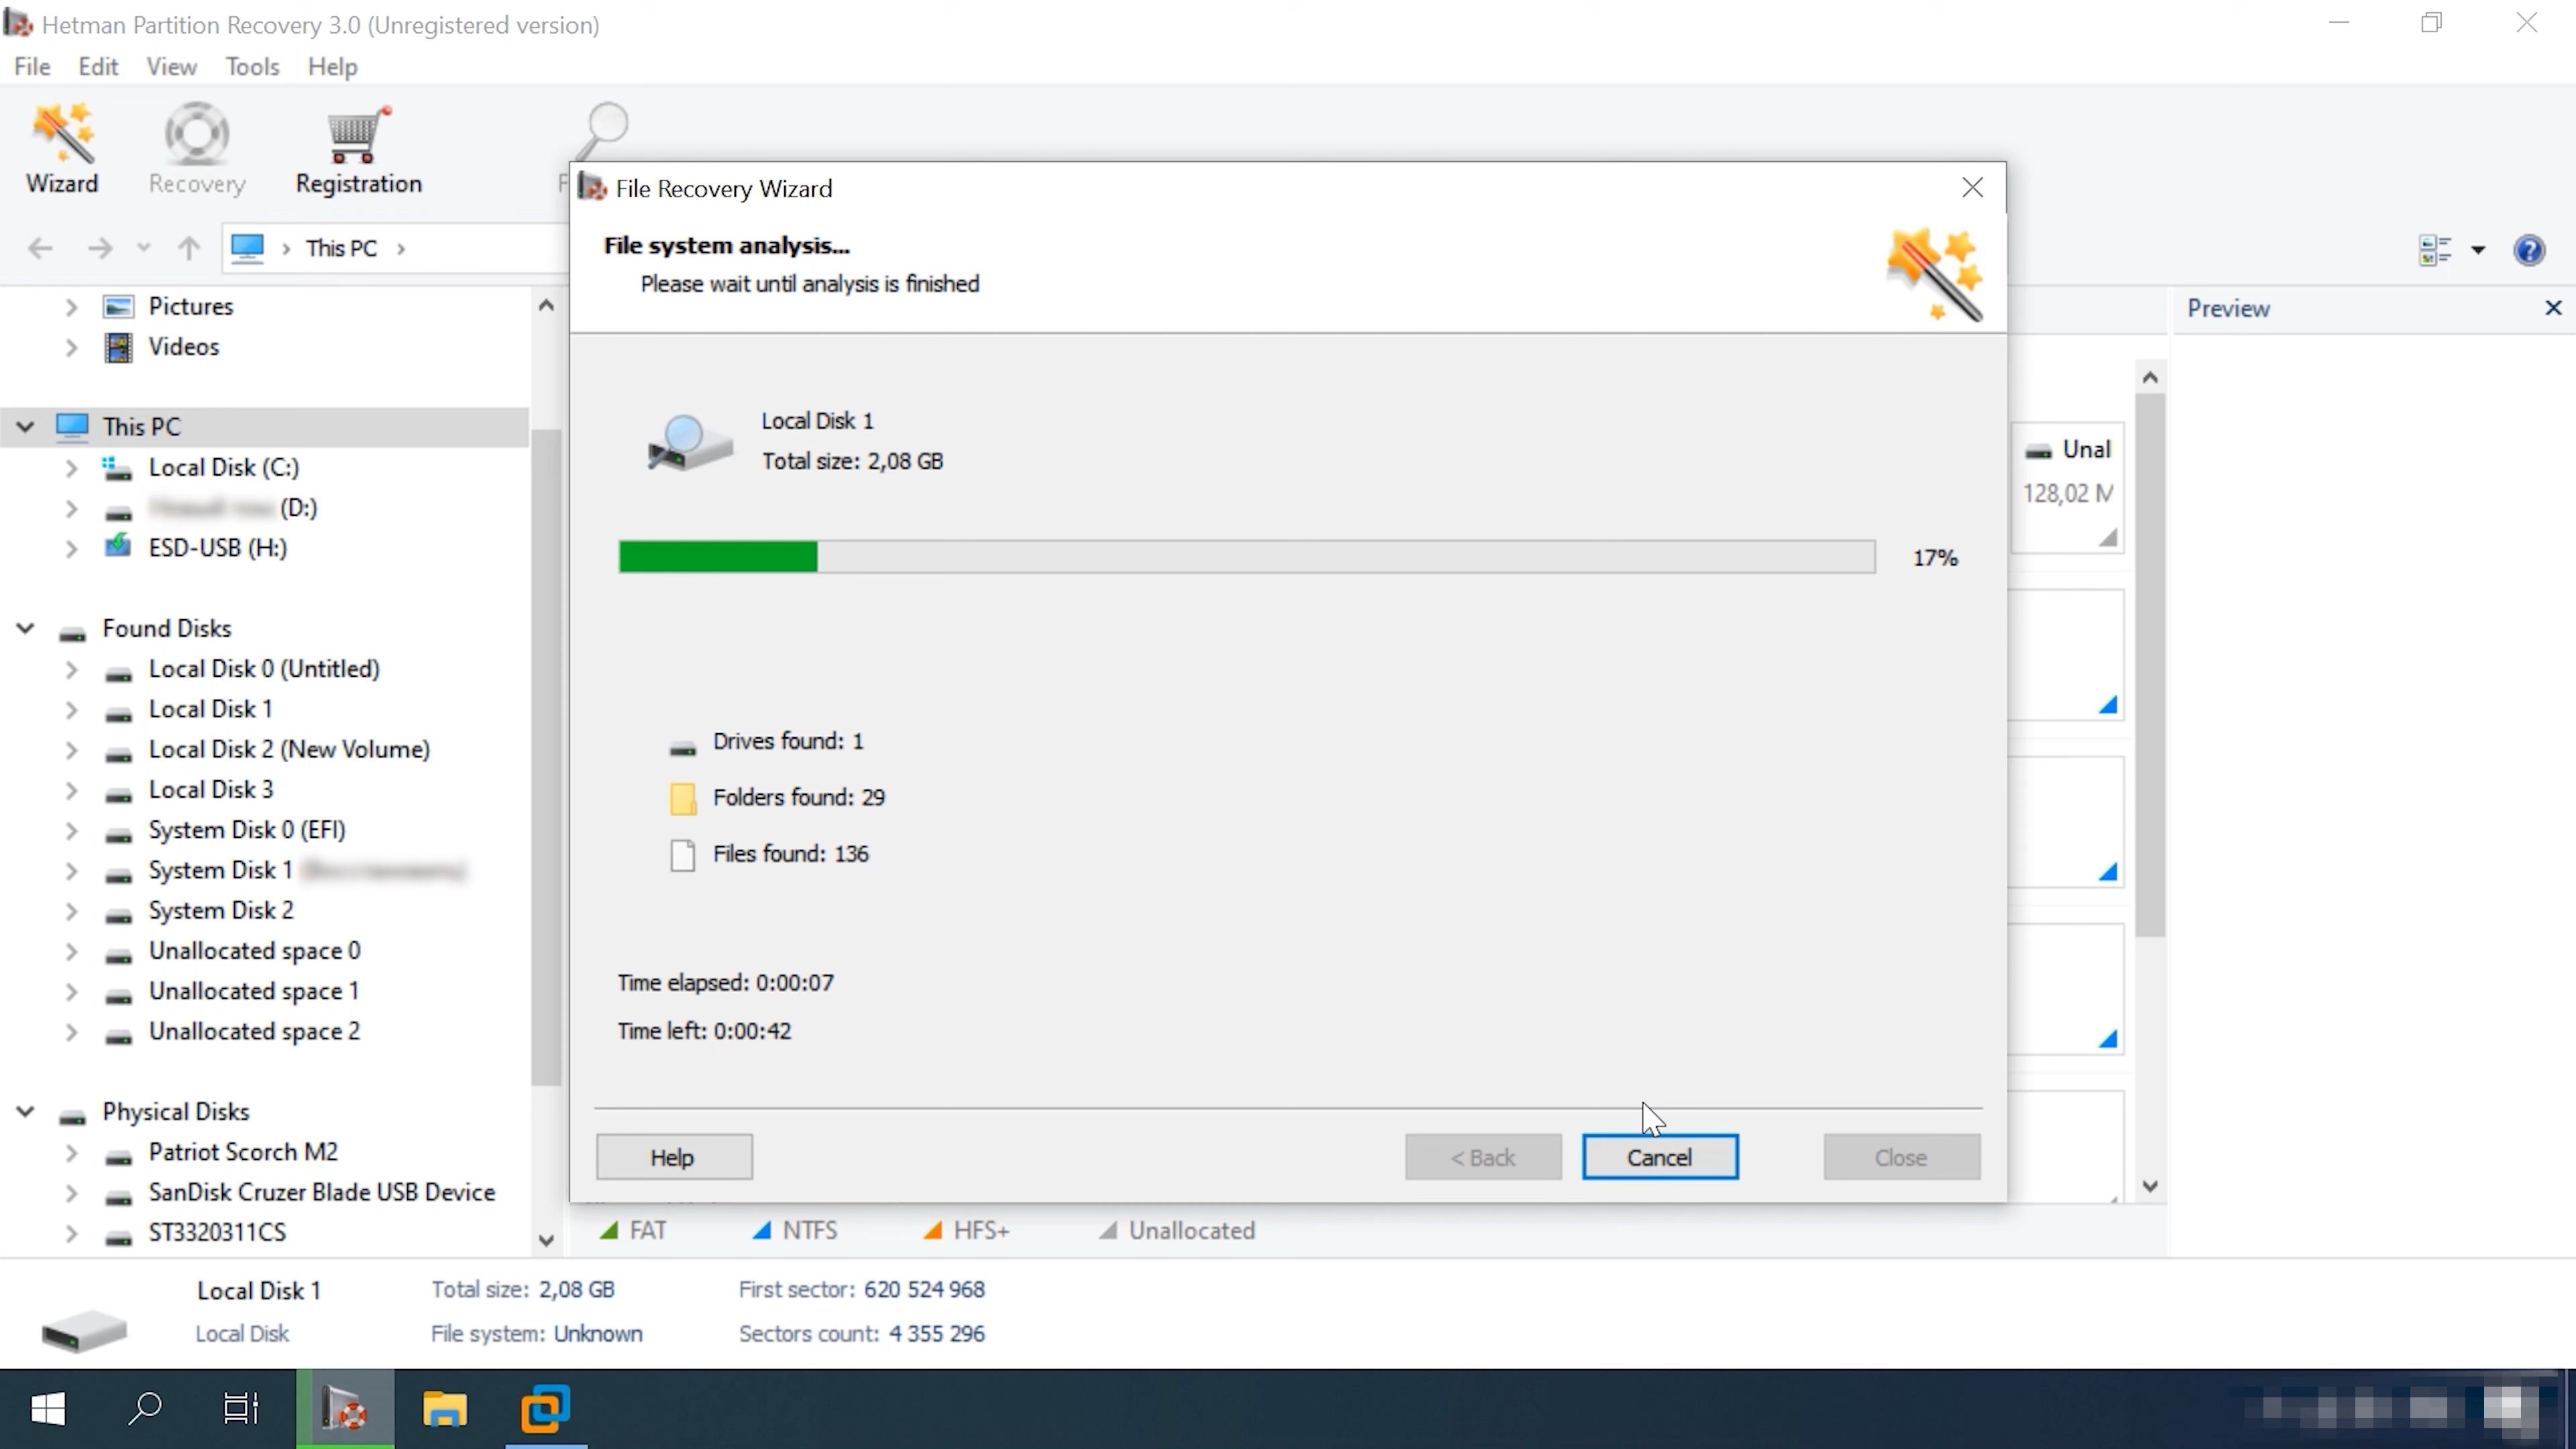 Hetman Partition Recovery 3.0 (Unregistered version)
File Edit View Tools Help
Wizard Recovery Registration
This PC
Pictures
Videos
This PC
Local Disk (C:)
(D:)
ESD-USB (H:)
Found Disks
Local Disk 0 (Untitled)
Local Disk 1
Local Disk 2 (New Volume)
Local Disk 3
System Disk 0 (EFI)
System Disk 1
System Disk 2
Unallocated space 0
Unallocated space 1
Unallocated space 2
Physical Disks
Patriot Scorch M2
SanDisk Cruzer Blade USB Device
ST3320311CS
File Recovery Wizard
File system analysis...
Please wait until analysis is finished
Local Disk 1
Total size: 2,08 GB
17%
Drives found: 1
Folders found: 29
Files found: 136
Time elapsed: 0:00:07
Time left: 0:00:42
Help < Back Cancel Close
Preview
Unal
128,02 M
FAT NTFS HFS+ Unallocated
Local Disk 1 Total size: 2,08 GB First sector: 620 524 968
Local Disk File system: Unknown Sectors count: 4 355 296